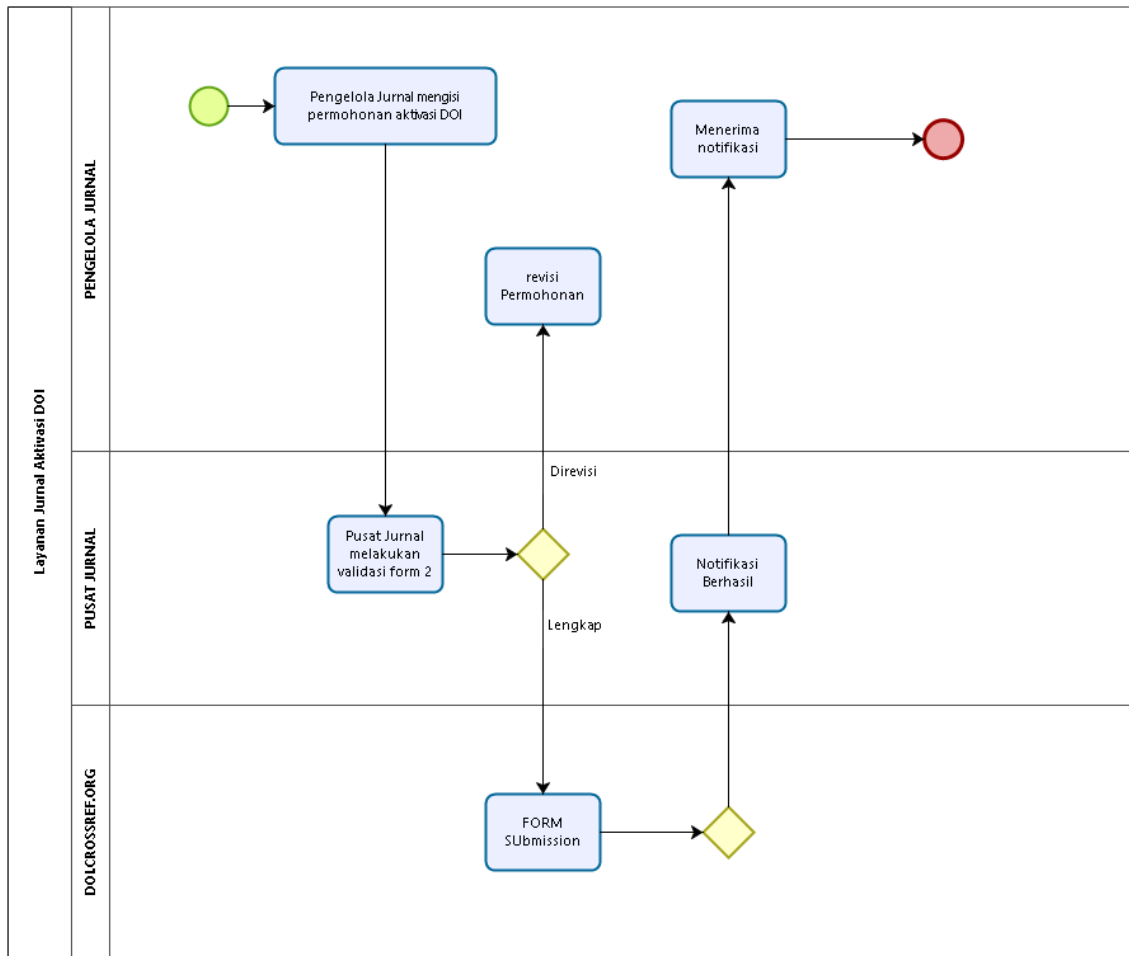 Layanan Jurnal Aktivasi DOI
PENGELOLA JURNAL
Pengelola Jurnal mengisi
permohonan aktivasi DOI
Menerima
notifikasi
revisi
Permohonan
PUSAT JURNAL
Direvisi
Pusat Jurnal
melakukan
validasi form 2
Notifikasi
Berhasil
Lengkap
DOI.CROSSREF.ORG
FORM
SUbmission